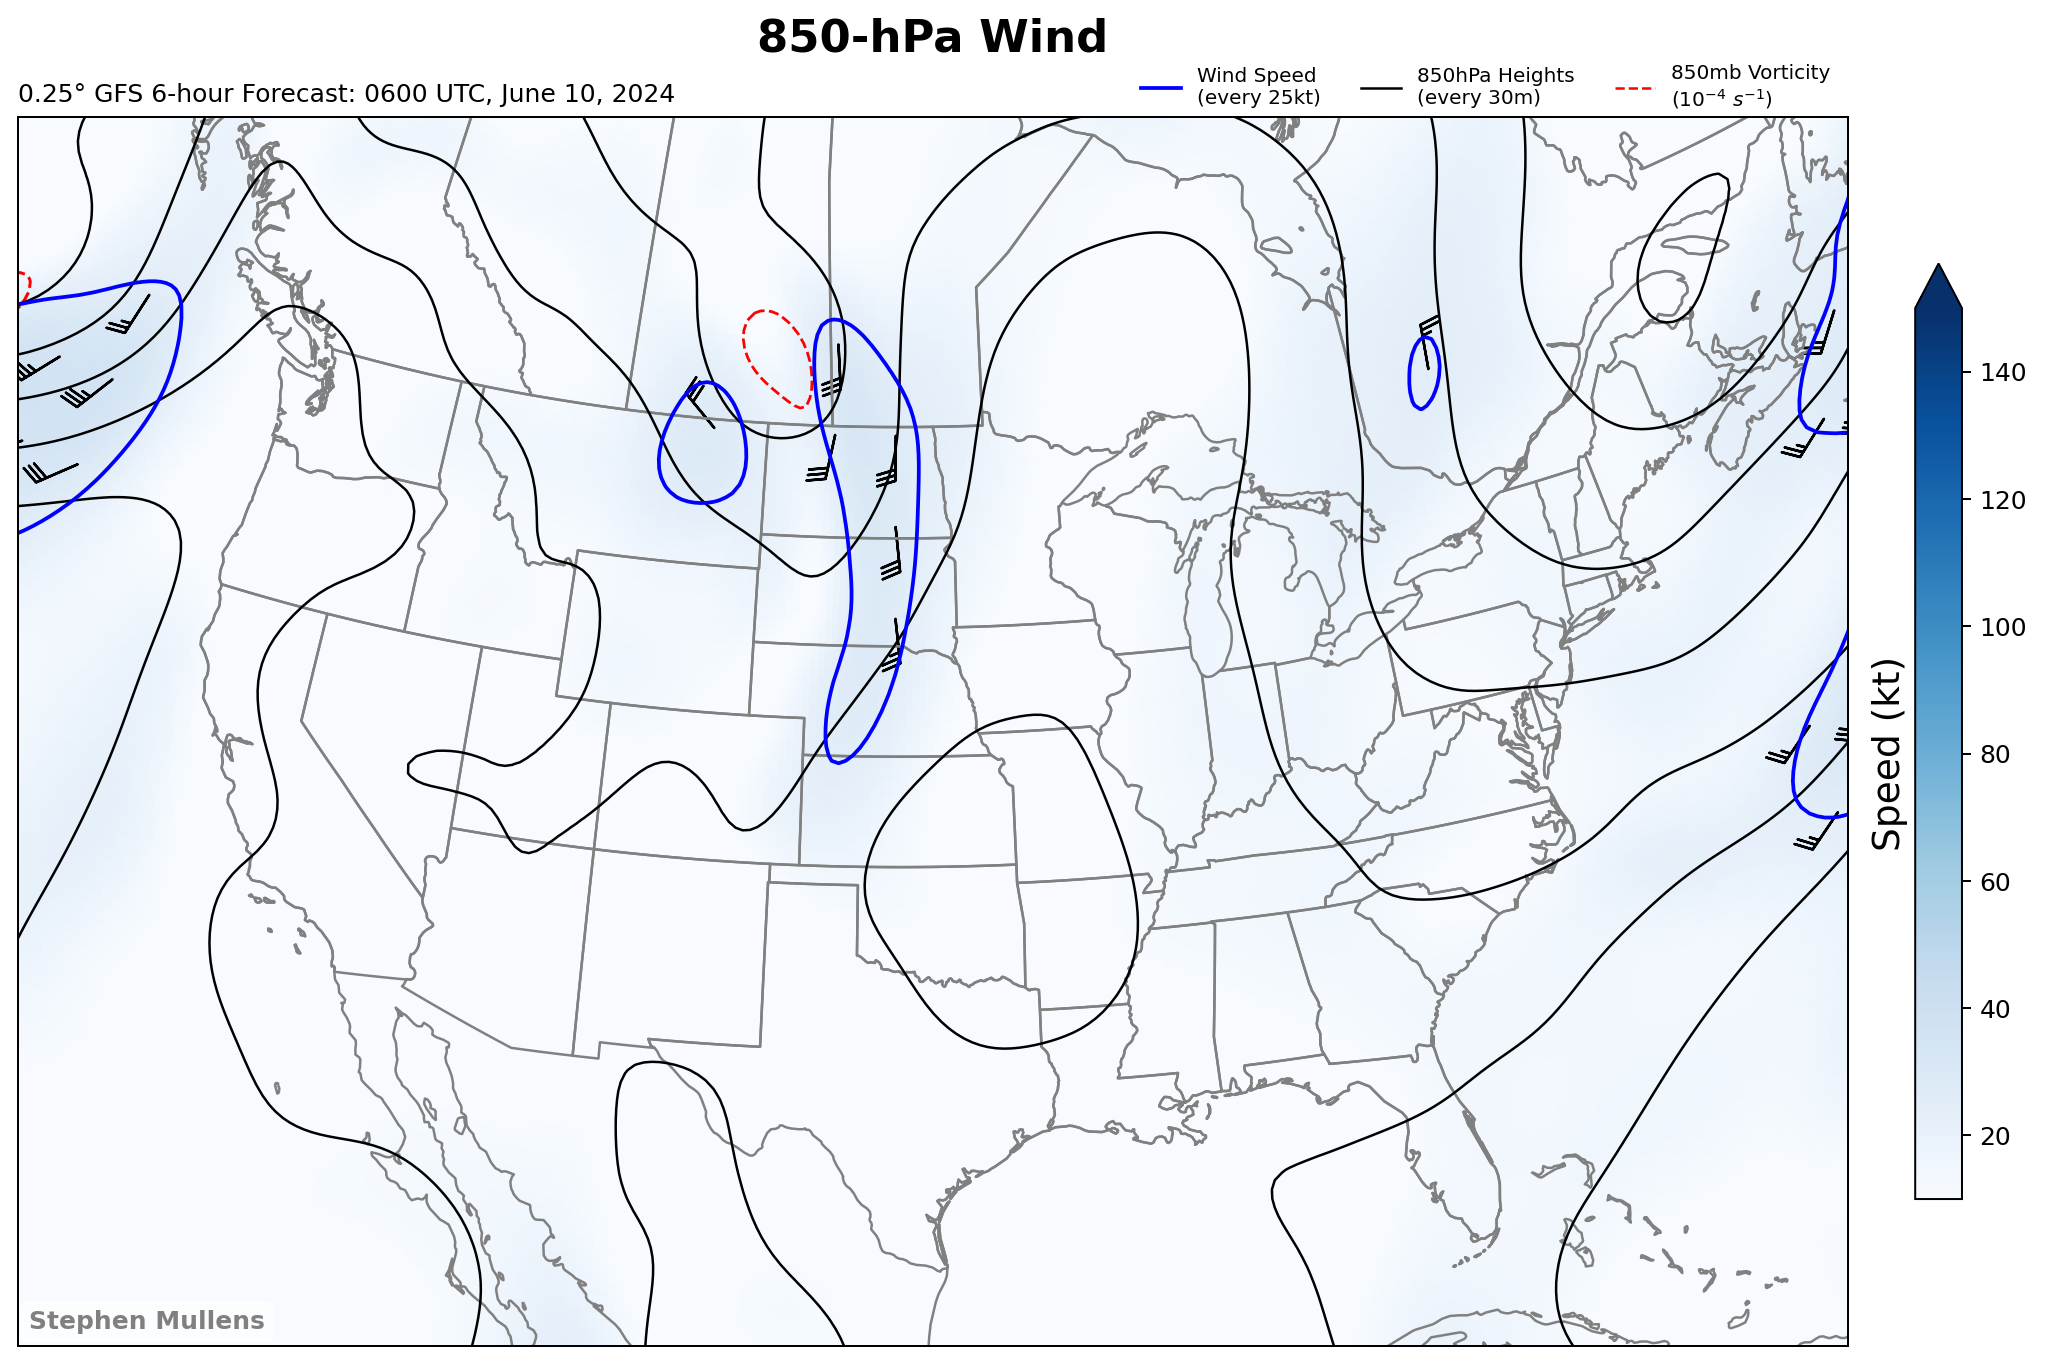 850-hPa Wind
0.25° GFS 6-hour Forecast: 0600 UTC, June 10, 2024
Wind Speed
(every 25kt)
850hPa Heights
(every 30m)
850mb Vorticity
(10⁻⁴ s⁻¹)
140
120
100
80
60
40
20
Speed (kt)
Stephen Mullens